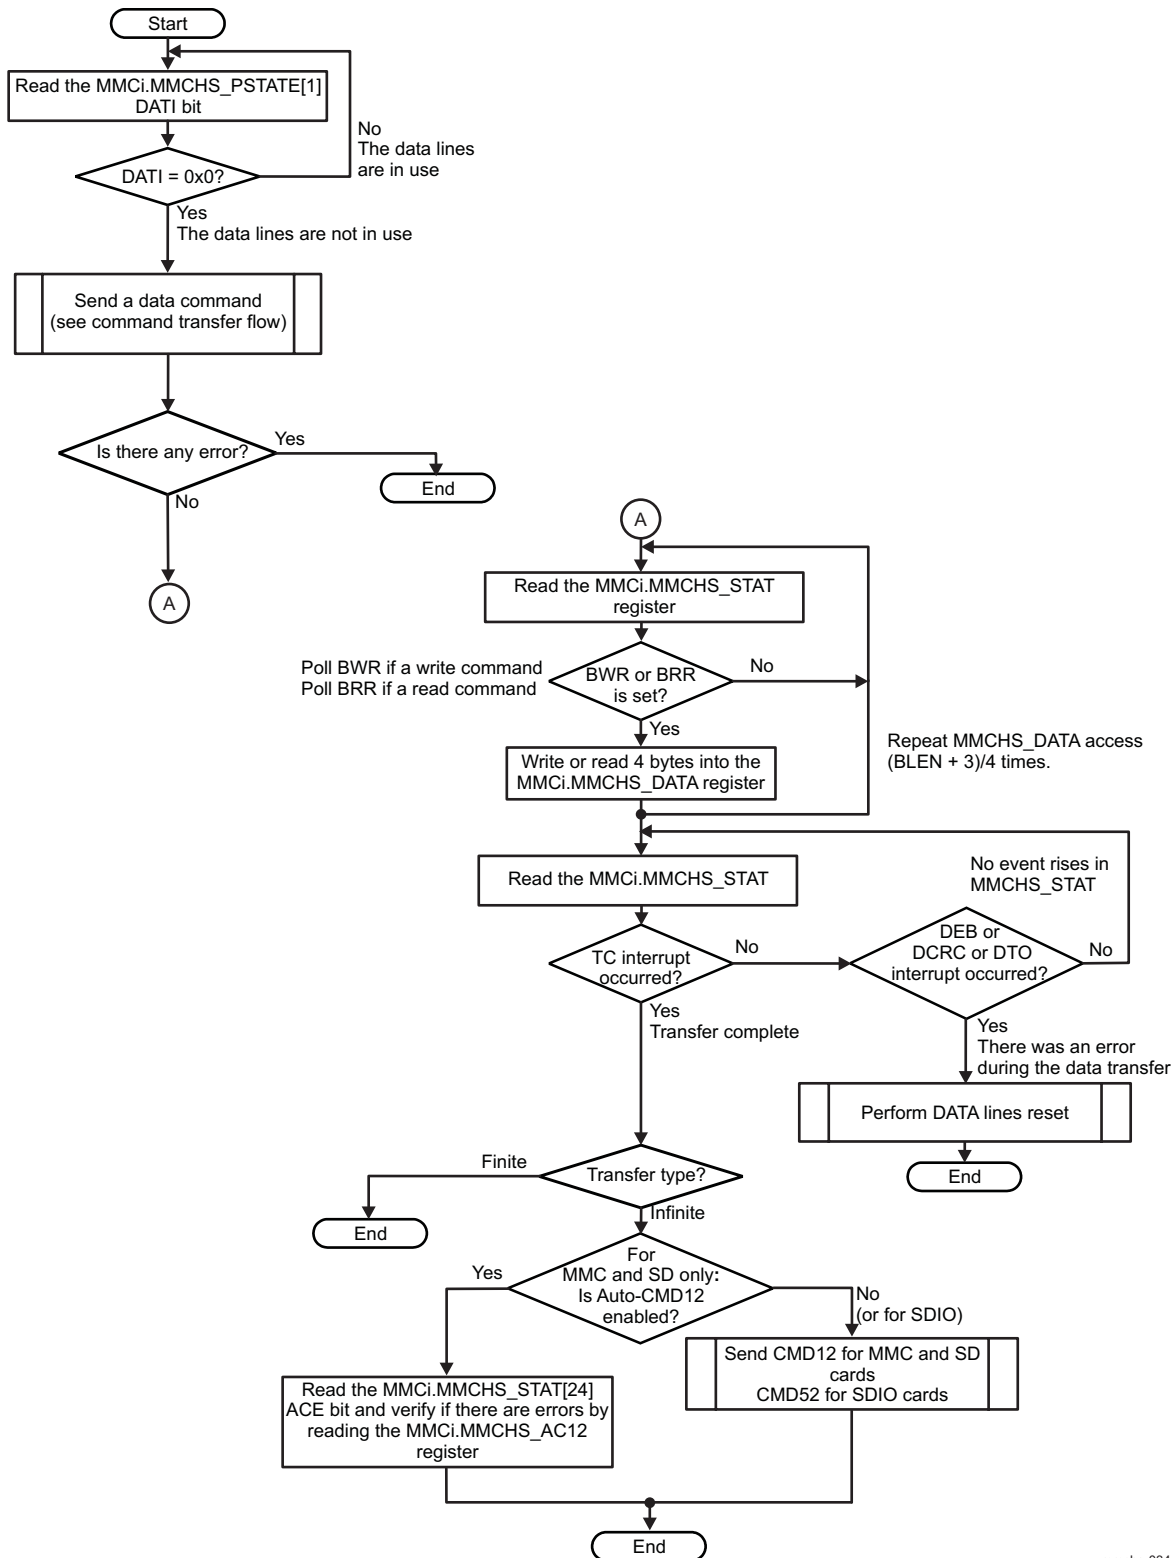 Start
Read the MMCi.MMCHS_PSTATE[1]
DATI bit
No
The data lines
are in use
DATI = 0x0?
Yes
The data lines are not in use
Send a data command
(see command transfer flow)
Is there any error?
Yes
End
No
A
A
Read the MMCi.MMCHS_STAT
register
Poll BWR if a write command
Poll BRR if a read command
BWR or BRR
is set?
No
Yes
Write or read 4 bytes into the
MMCi.MMCHS_DATA register
Repeat MMCHS_DATA access
(BLEN + 3)/4 times.
Read the MMCi.MMCHS_STAT
No event rises in
MMCHS_STAT
TC interrupt
occurred?
No
DEB or
DCRC or DTO
interrupt occurred?
No
Yes
Transfer complete
Yes
There was an error
during the data transfer
Perform DATA lines reset
End
Transfer type?
Finite
End
Infinite
For
MMC and SD only:
Is Auto-CMD12
enabled?
Yes
No
(or for SDIO)
Send CMD12 for MMC and SD
cards
CMD52 for SDIO cards
Read the MMCi.MMCHS_STAT[24]
ACE bit and verify if there are errors by
reading the MMCi.MMCHS_AC12
register
End